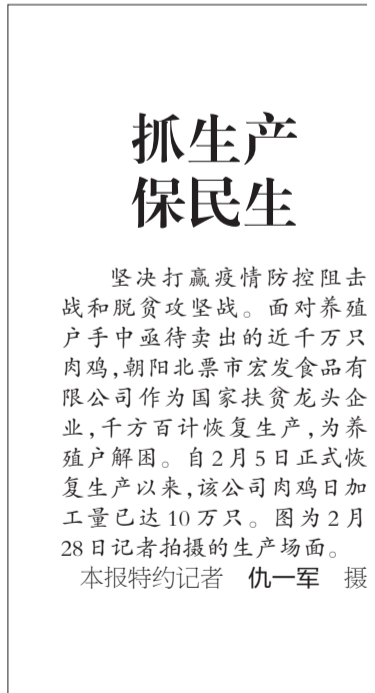 抓生产
保民生
坚决打赢疫情防控阻击
战和脱贫攻坚战。面对养殖
户手中亟待卖出的近千万只
肉鸡,朝阳北票市宏发食品有
限公司作为国家扶贫龙头企
业,千方百计恢复生产,为养
殖户解困。自2月5日正式恢
复生产以来,该公司肉鸡日加
工量已达10万只。图为2月
28日记者拍摄的生产场面。
本报特约记者 仇一军 摄